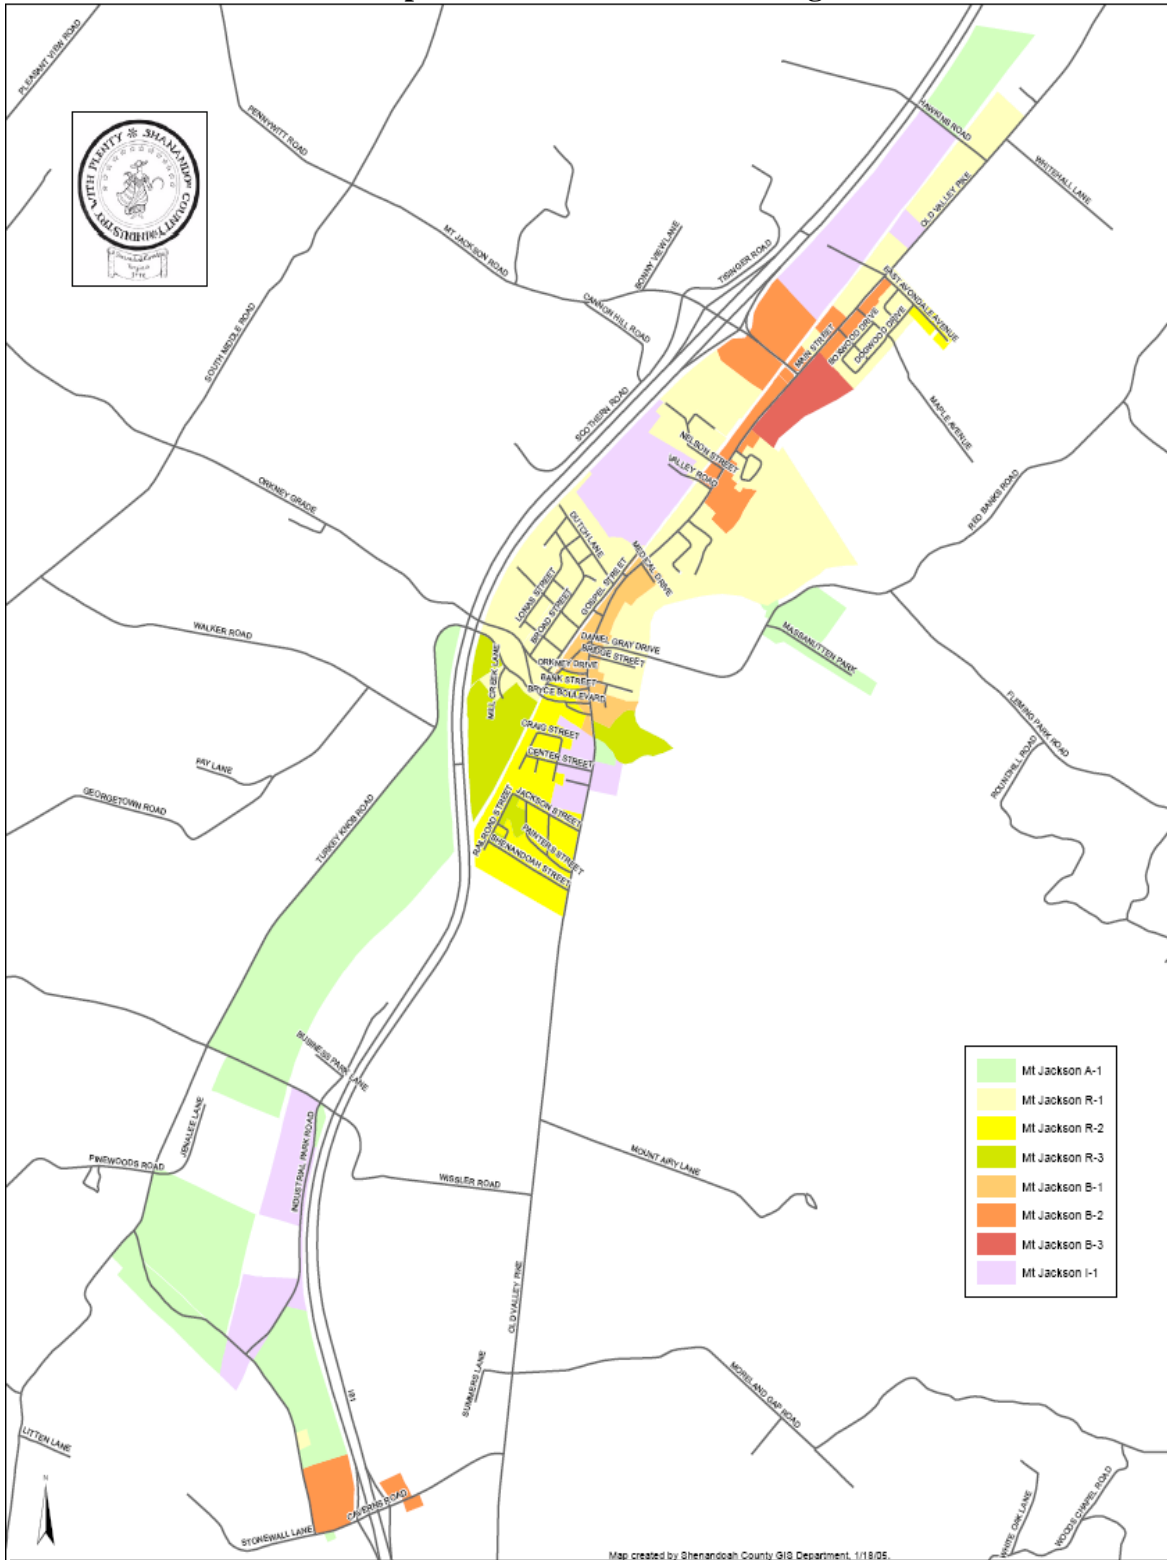 PLEASANT VIEW ROAD
PENNYWITT ROAD
HAWKINS ROAD
WHITEHALL LANE
OLD VALLEY PIKE
INDUSTRY WITH PLENTY
COUNTY
MT JACKSON ROAD
BONNY VIEW LANE
TISINGER ROAD
CANNON HILL ROAD
EAST AVONDALE AVENUE
SOUTH MIDDLE ROAD
MAIN STREET
BOXWOOD DRIVE
DOGWOOD DRIVE
MAPLE AVENUE
NELSON STREET
VALLEY ROAD
ORKNEY GRADE
RED BANKS ROAD
DUTCH LANE
MEDICAL DRIVE
GOSPEL STREET
LONAS STREET
BROAD STREET
WALKER ROAD
DANIEL GRAY DRIVE
BRIDGE STREET
MASSANUTTEN PARK
ORKNEY DRIVE
BANK STREET
BRYCE BOULEVARD
MILL CREEK LANE
CRAIG STREET
CENTER STREET
FLEMING PARK ROAD
ROUNDHILL ROAD
FAY LANE
GEORGETOWN ROAD
TURKEY KNOB ROAD
JACKSON STREET
RAILROAD STREET
PAINTERS STREET
SHENANDOAH STREET
BUSINESS PARK LANE
Mt Jackson A-1
Mt Jackson R-1
Mt Jackson R-2
Mt Jackson R-3
Mt Jackson B-1
Mt Jackson B-2
Mt Jackson B-3
Mt Jackson I-1
JENALEE LANE
INDUSTRIAL PARK ROAD
PINEWOODS ROAD
MOUNT AIRY LANE
WISSLER ROAD
OLD VALLEY PIKE
SUMMERS LANE
I81
MORELAND GAP ROAD
LITTEN LANE
N
CAVERNS ROAD
STONEWALL LANE
WHITE OAK LANE
WOODS CHAPEL ROAD
Map created by Shenandoah County GIS Department, 1/18/05.